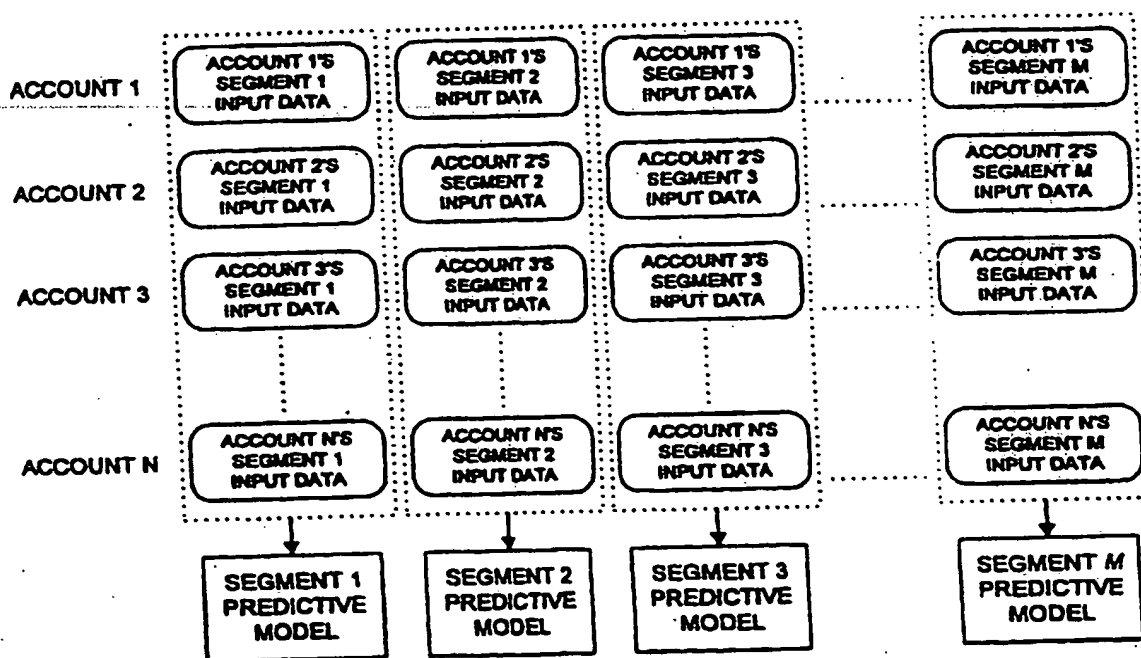 ACCOUNT 1
ACCOUNT 1'S
SEGMENT 1
INPUT DATA
ACCOUNT 1'S
SEGMENT 2
INPUT DATA
ACCOUNT 1'S
SEGMENT 3
INPUT DATA
ACCOUNT 1'S
SEGMENT M
INPUT DATA
ACCOUNT 2
ACCOUNT 2'S
SEGMENT 1
INPUT DATA
ACCOUNT 2'S
SEGMENT 2
INPUT DATA
ACCOUNT 2'S
SEGMENT 3
INPUT DATA
ACCOUNT 2'S
SEGMENT M
INPUT DATA
ACCOUNT 3
ACCOUNT 3'S
SEGMENT 1
INPUT DATA
ACCOUNT 3'S
SEGMENT 2
INPUT DATA
ACCOUNT 3'S
SEGMENT 3
INPUT DATA
ACCOUNT 3'S
SEGMENT M
INPUT DATA
ACCOUNT N
ACCOUNT N'S
SEGMENT 1
INPUT DATA
ACCOUNT N'S
SEGMENT 2
INPUT DATA
ACCOUNT N'S
SEGMENT 3
INPUT DATA
ACCOUNT N'S
SEGMENT M
INPUT DATA
SEGMENT 1
PREDICTIVE
MODEL
SEGMENT 2
PREDICTIVE
MODEL
SEGMENT 3
PREDICTIVE
MODEL
SEGMENT M
PREDICTIVE
MODEL